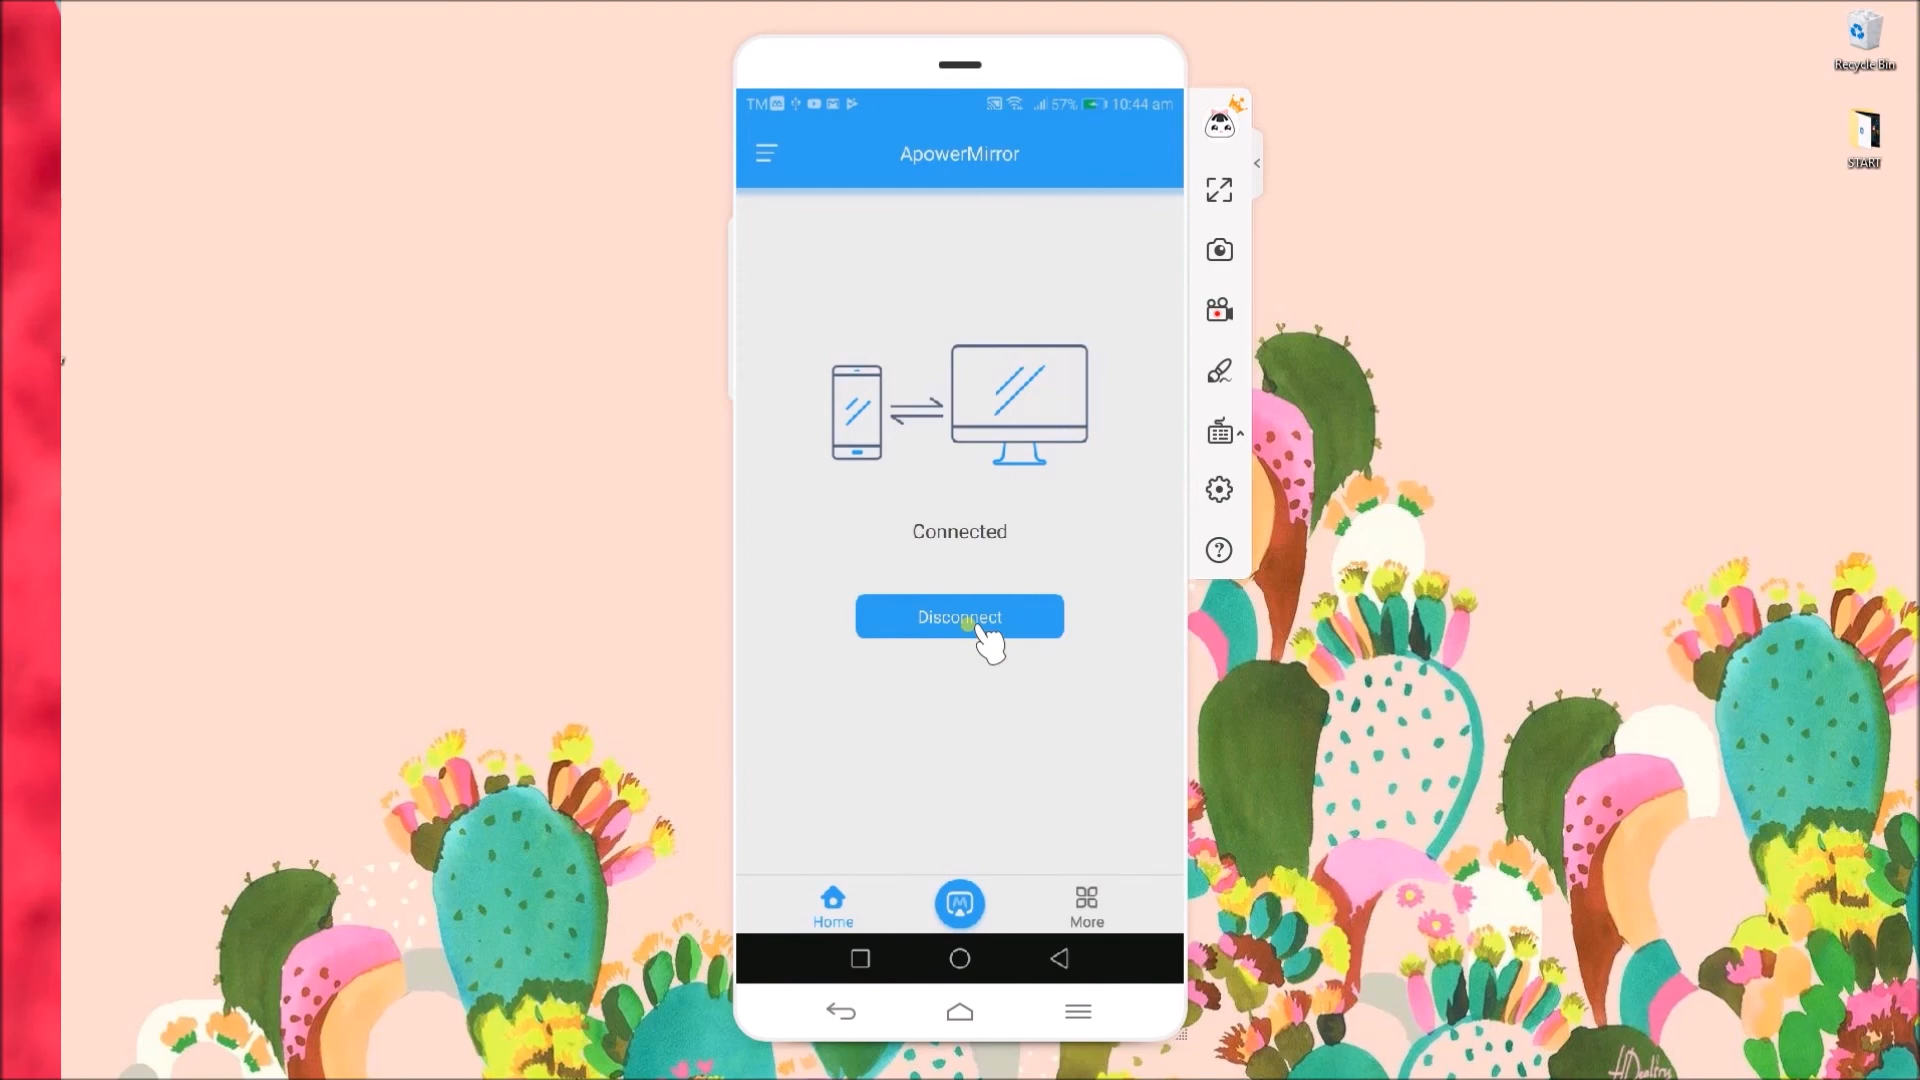 Recycle Bin
START
TM 57% 10:44 am
ApowerMirror
Connected
Disconnect
Home
More